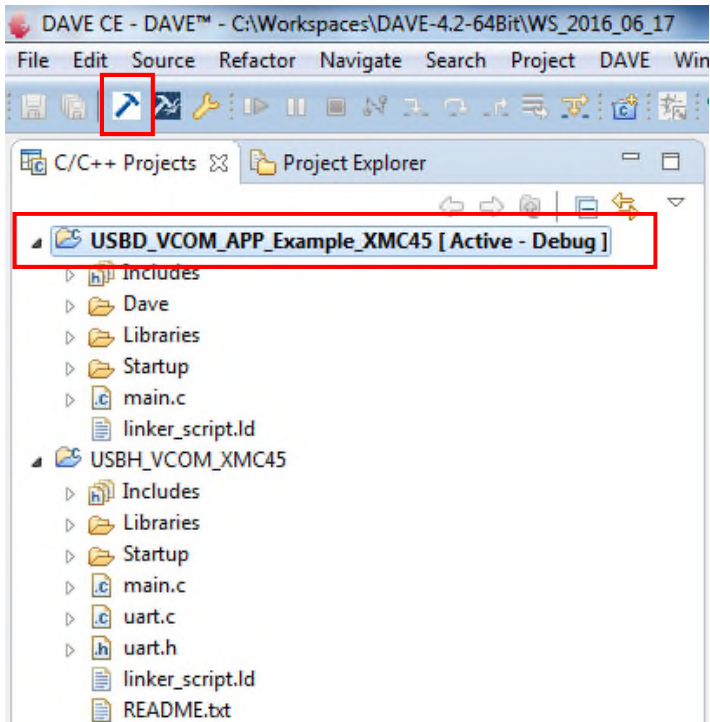 DAVE CE - DAVE™ - C:\Workspaces\DAVE-4.2-64Bit\WS_2016_06_17
File Edit Source Refactor Navigate Search Project DAVE Win
C/C++ Projects Project Explorer
USBD_VCOM_APP_Example_XMC45 [ Active - Debug ]
Includes
Dave
Libraries
Startup
main.c
linker_script.ld
USBH_VCOM_XMC45
Includes
Libraries
Startup
main.c
uart.c
uart.h
linker_script.ld
README.txt